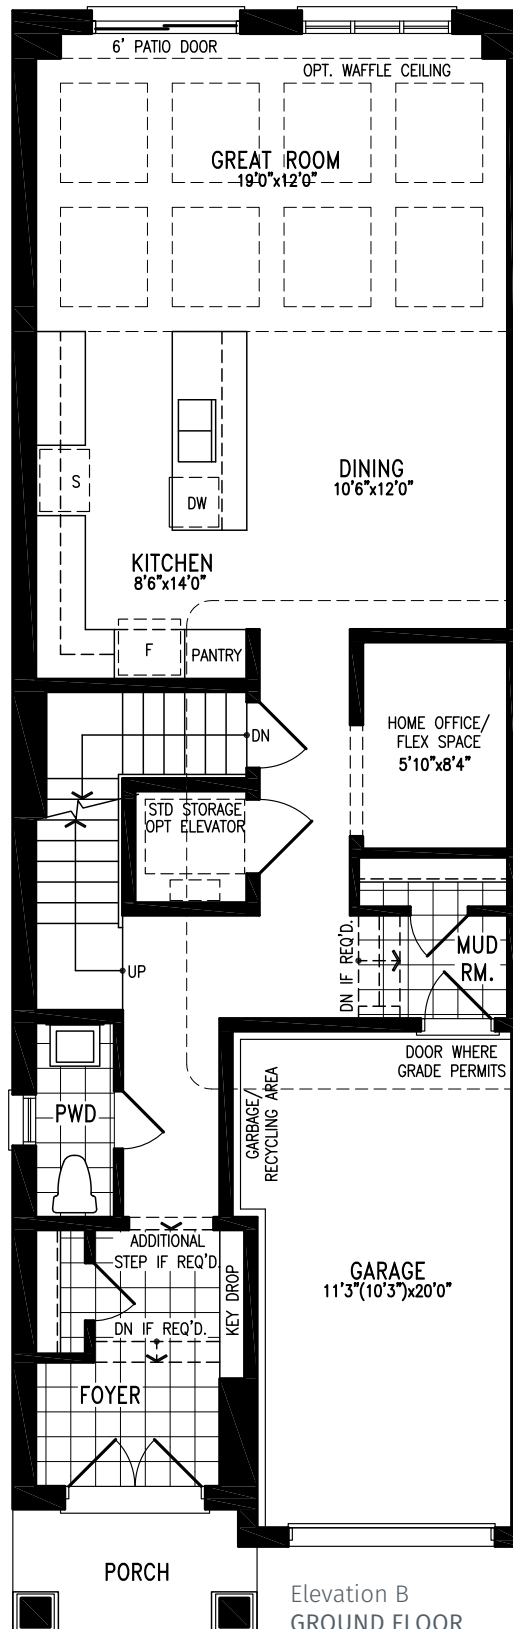 6' PATIO DOOR
OPT. WAFFLE CEILING
GREAT ROOM
19'0"x12'0"
DINING
10'6"x12'0"
S
DW
KITCHEN
8'6"x14'0"
F
PANTRY
HOME OFFICE/
FLEX SPACE
5'10"x8'4"
DN
STD STORAGE
OPT ELEVATOR
MUD
RM.
DN IF REQ'D.
UP
DOOR WHERE
GRADE PERMITS
GARBAGE/
RECYCLING AREA
PWD
ADDITIONAL
STEP IF REQ'D.
GARAGE
11'3"(10'3")x20'0"
KEY DROP
DN IF REQ'D.
FOYER
PORCH
Elevation B
GROUND FLOOR